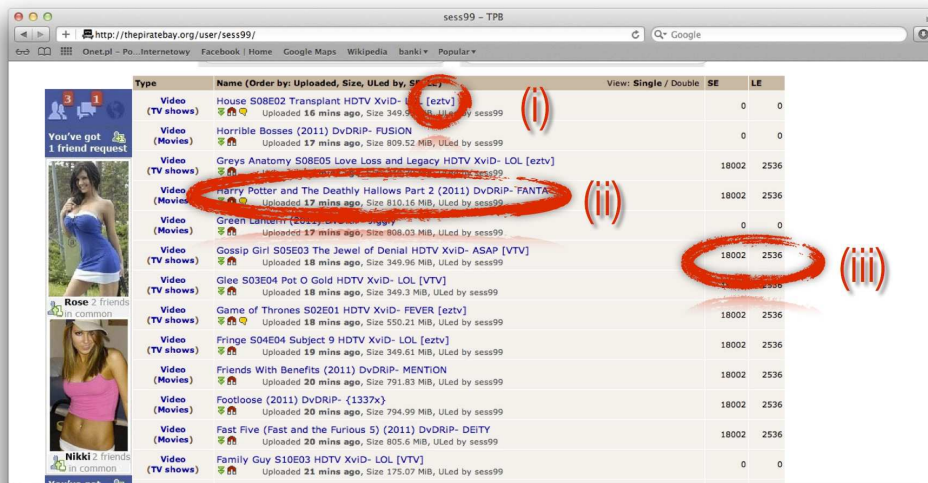 sess99 – TPB
http://thepiratebay.org/user/sess99/
Google
Onet.pl – Po...Internetowy Facebook | Home Google Maps Wikipedia banki Popular
Type Name (Order by: Uploaded, Size, ULed by, SE, LE) View: Single / Double SE LE
3 1
You've got
1 friend request
Rose 2 friends
in common
Nikki 2 friends
in common
You've got
Video
(TV shows)
House S08E02 Transplant HDTV XviD- LOL [eztv]
Uploaded 16 mins ago, Size 349.9 ULed by sess99
0 0
(i)
Video
(Movies)
Horrible Bosses (2011) DvDRiP- FUSiON
Uploaded 17 mins ago, Size 809.52 MiB, ULed by sess99
0 0
Video
(TV shows)
Greys Anatomy S08E05 Love Loss and Legacy HDTV XviD- LOL [eztv]
sess99
18002 2536
Video
(Movies)
Harry Potter and The Deathly Hallows Part 2 (2011) DvDRiP- FANTA
Uploaded 17 mins ago, Size 810.16 MiB, ULed by sess99
18002 2536
(ii)
Video
(Movies)
Green Lantern (2011)
Uploaded 17 mins ago, Size 808.03 MiB, ULed by sess99
0 0
Video
(TV shows)
Gossip Girl S05E03 The Jewel of Denial HDTV XviD- ASAP [VTV]
Uploaded 18 mins ago, Size 349.96 MiB, ULed by sess99
18002 2536
(iii)
Video
(TV shows)
Glee S03E04 Pot O Gold HDTV XviD- LOL [VTV]
Uploaded 18 mins ago, Size 349.3 MiB, ULed by sess99
2536
Video
(TV shows)
Game of Thrones S02E01 HDTV XviD- FEVER [eztv]
Uploaded 18 mins ago, Size 550.21 MiB, ULed by sess99
18002 2536
Video
(TV shows)
Fringe S04E04 Subject 9 HDTV XviD- LOL [eztv]
Uploaded 19 mins ago, Size 349.61 MiB, ULed by sess99
18002 2536
Video
(Movies)
Friends With Benefits (2011) DvDRiP- MENTiON
Uploaded 20 mins ago, Size 791.83 MiB, ULed by sess99
18002 2536
Video
(Movies)
Footloose (2011) DvDRiP- {1337x}
Uploaded 20 mins ago, Size 794.99 MiB, ULed by sess99
18002 2536
Video
(Movies)
Fast Five (Fast and the Furious 5) (2011) DvDRiP- DEiTY
Uploaded 20 mins ago, Size 805.6 MiB, ULed by sess99
18002 2536
Video
(TV shows)
Family Guy S10E03 HDTV XviD- LOL [VTV]
Uploaded 21 mins ago, Size 175.07 MiB, ULed by sess99
0 0